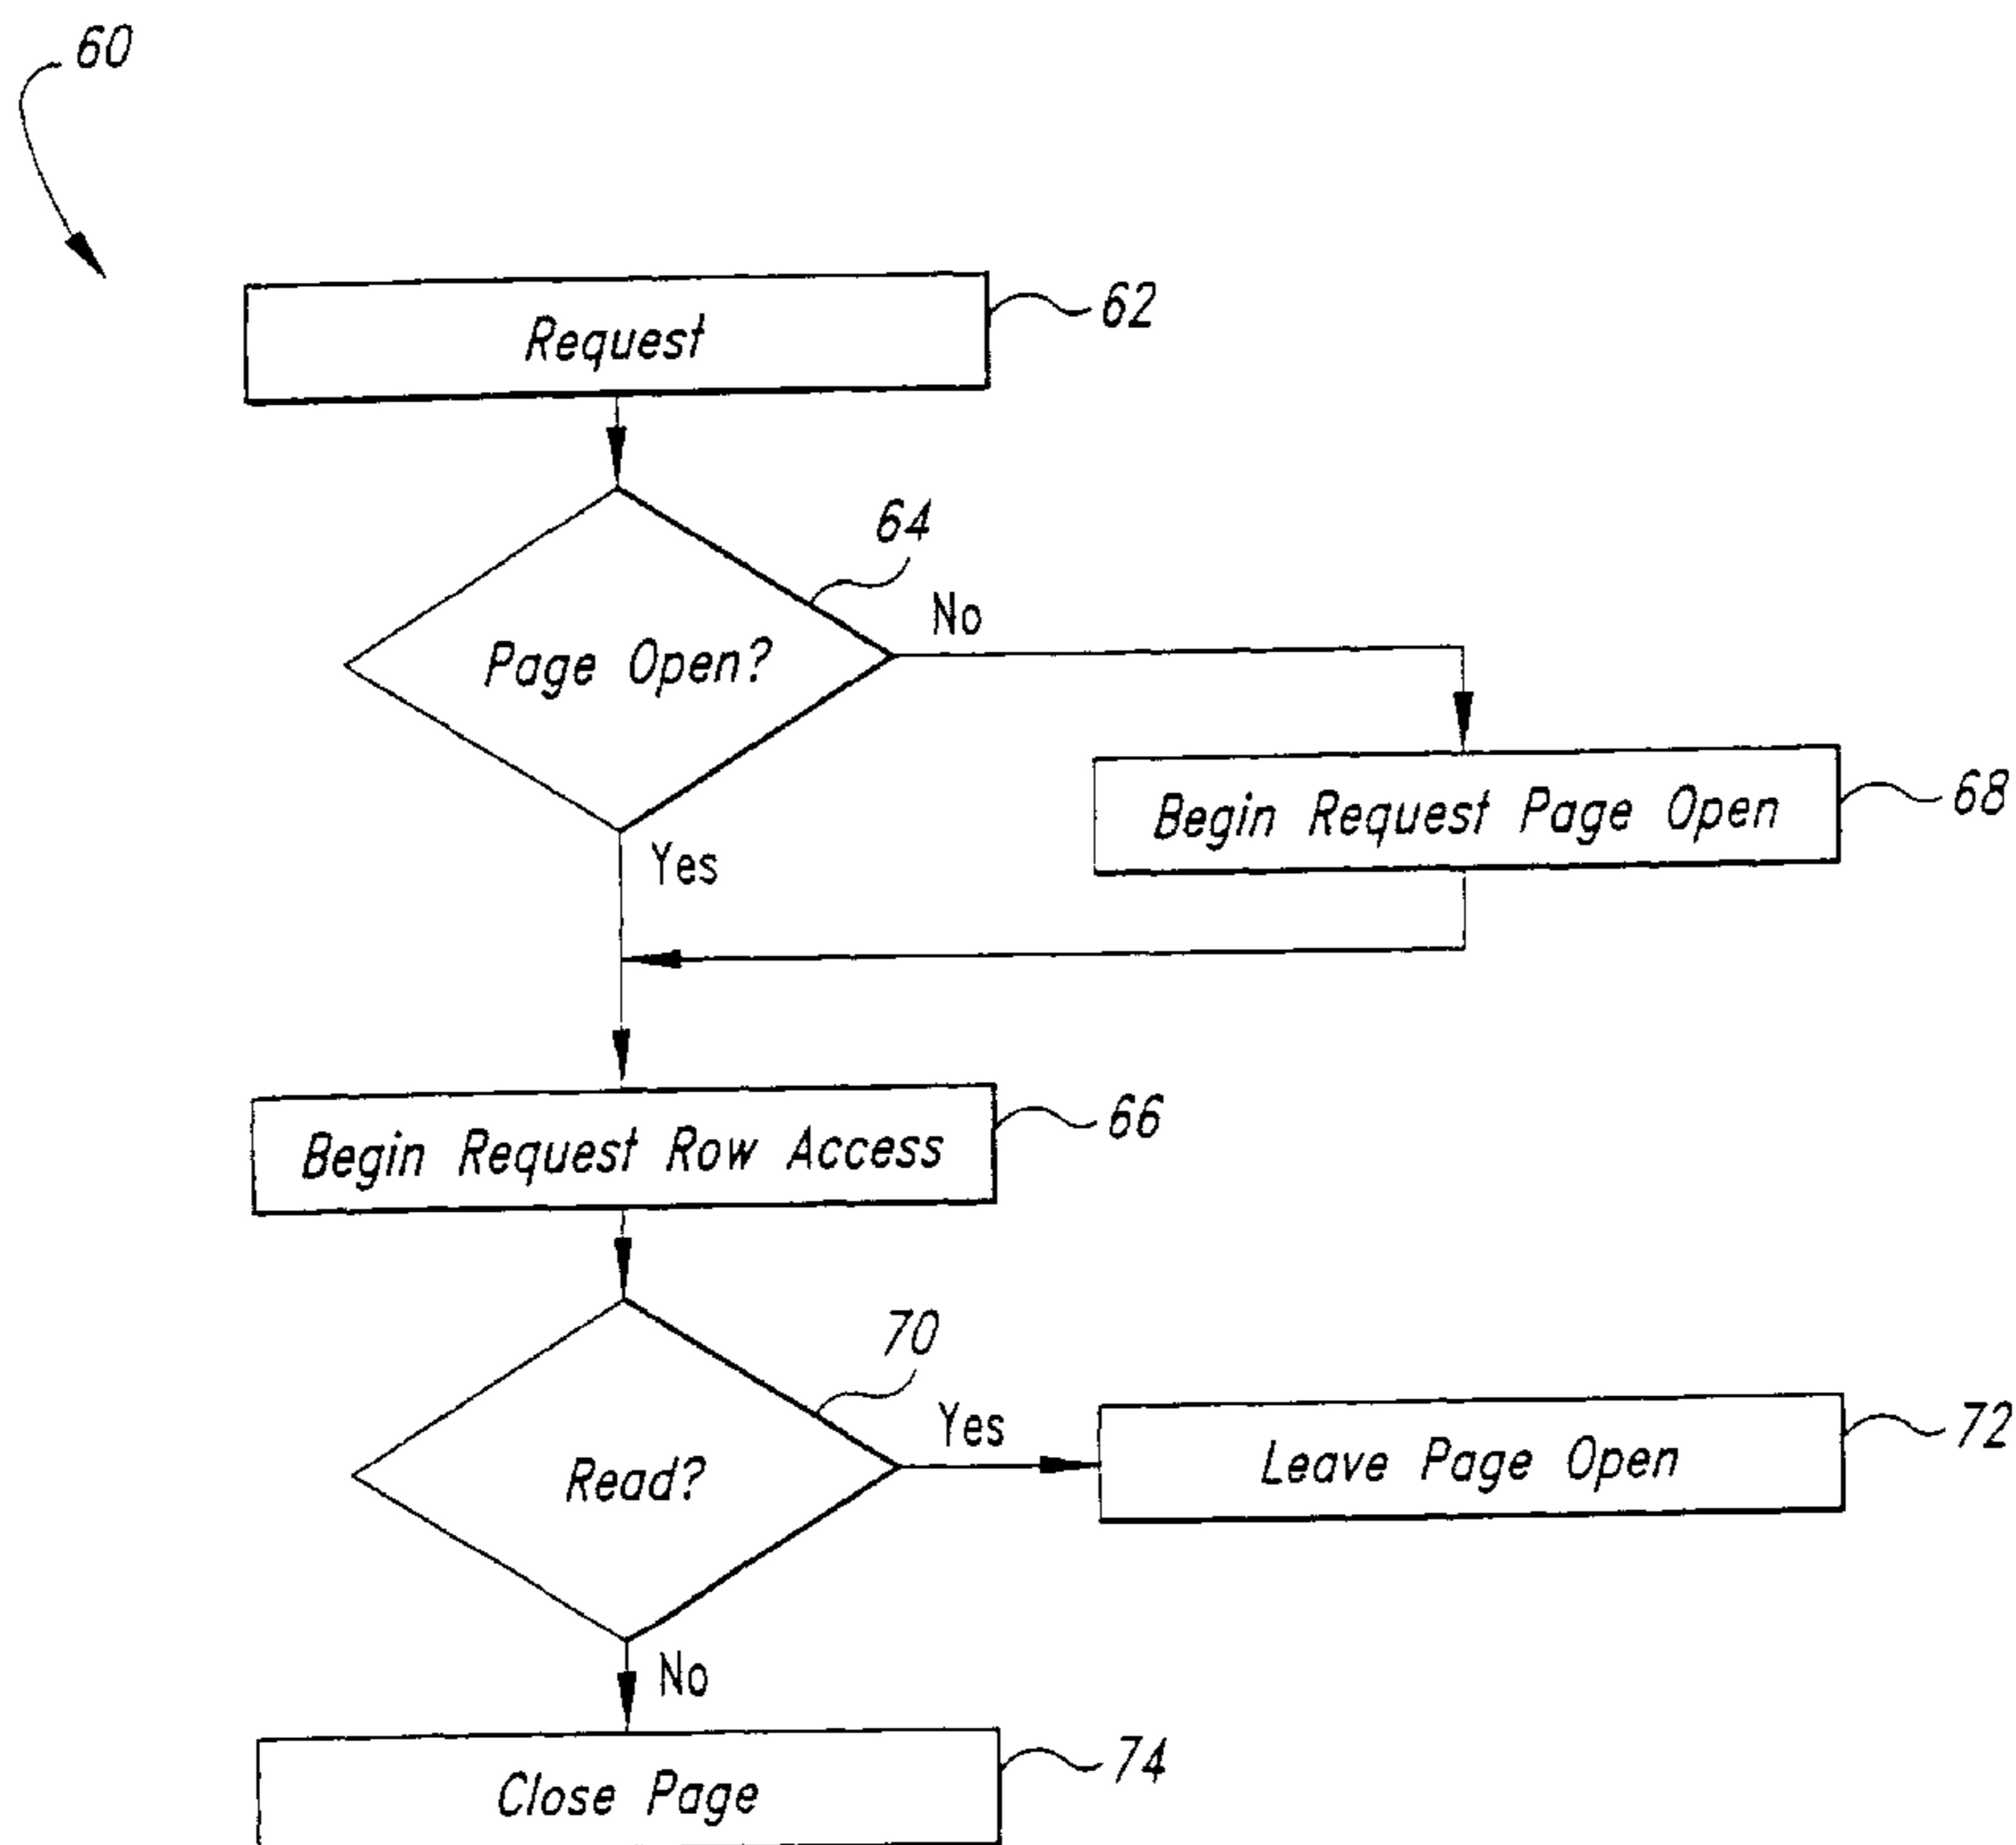 60
Request
62
64
Page Open?
No
Yes
Begin Request Page Open
68
Begin Request Row Access
66
70
Read?
Yes
Leave Page Open
72
No
Close Page
74